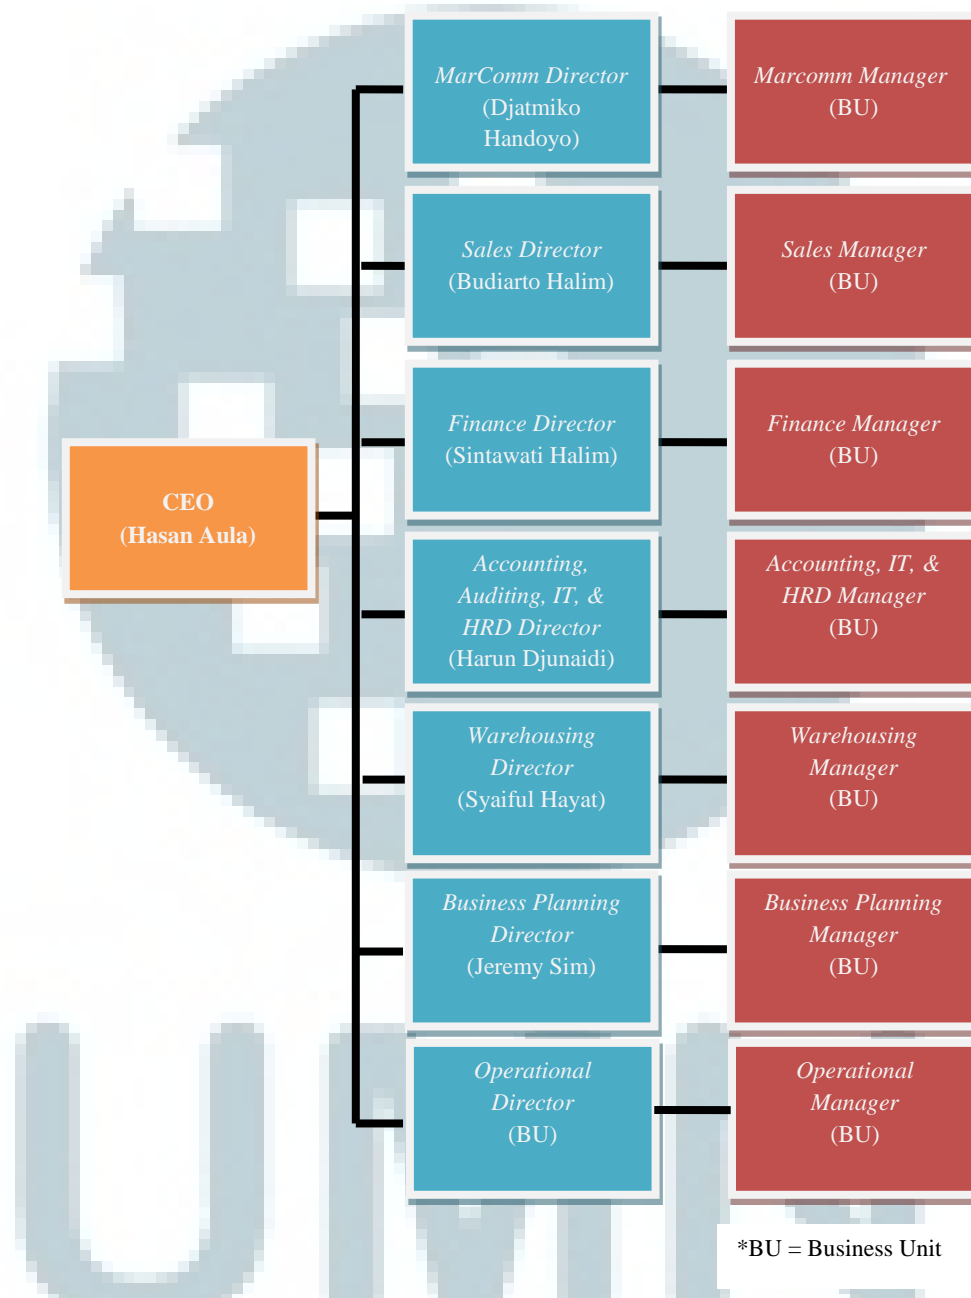 MarComm Director
(Djatmiko
Handoyo)
Marcomm Manager
(BU)
Sales Director
(Budiarto Halim)
Sales Manager
(BU)
Finance Director
(Sintawati Halim)
Finance Manager
(BU)
CEO
(Hasan Aula)
Accounting,
Auditing, IT, &
HRD Director
(Harun Djunaidi)
Accounting, IT, &
HRD Manager
(BU)
Warehousing
Director
(Syaiful Hayat)
Warehousing
Manager
(BU)
Business Planning
Director
(Jeremy Sim)
Business Planning
Manager
(BU)
Operational
Director
(BU)
Operational
Manager
(BU)
*BU = Business Unit
UMN